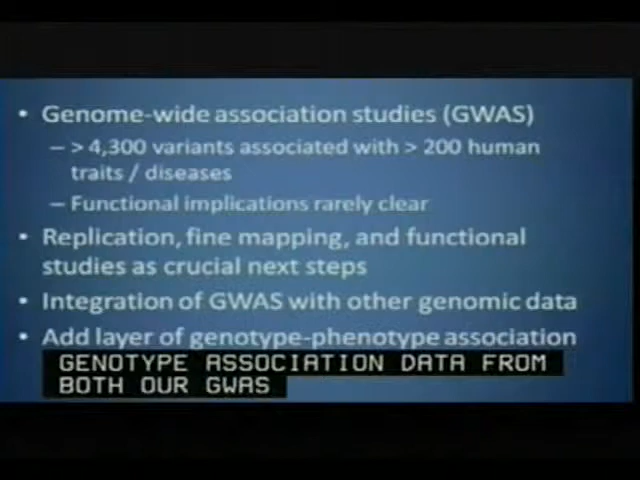 • Genome-wide association studies (GWAS)
– > 4,300 variants associated with > 200 human
traits / diseases
– Functional implications rarely clear
• Replication, fine mapping, and functional
studies as crucial next steps
• Integration of GWAS with other genomic data
• Add layer of genotype-phenotype association
GENOTYPE ASSOCIATION DATA FROM
BOTH OUR GWAS